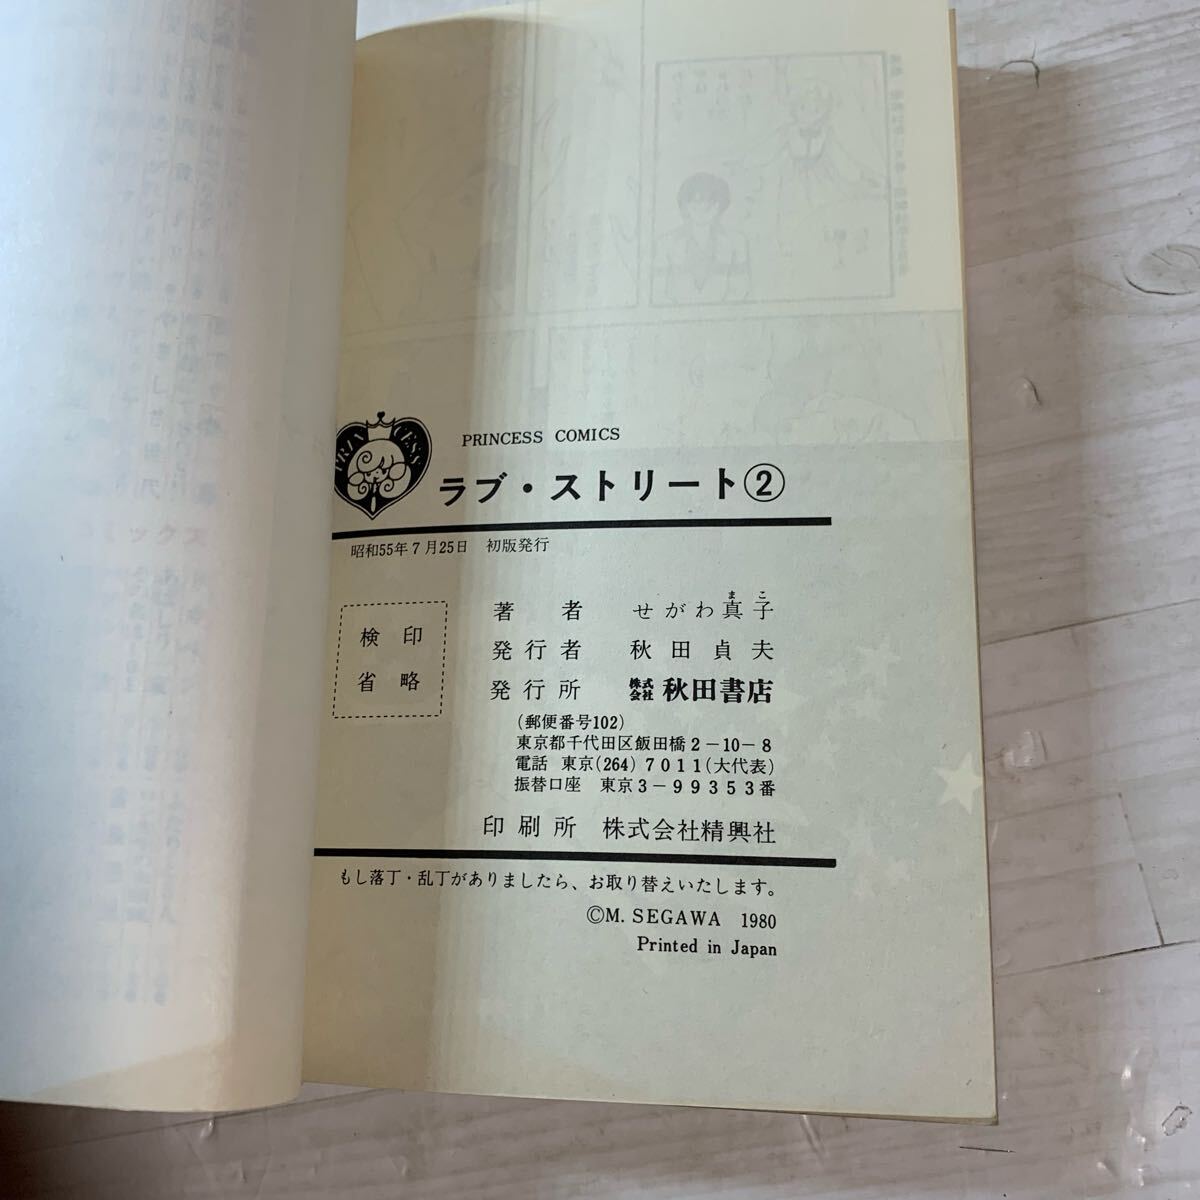 PRINCESS
PRINCESS COMICS
ラブ・ストリート②
昭和55年7月25日 初版発行
検印
省略
著者 せがわ真子
まこ
発行者 秋田貞夫
発行所 株式会社 秋田書店
(郵便番号102)
東京都千代田区飯田橋2-10-8
電話 東京(264)7011(大代表)
振替口座 東京3-99353番
印刷所 株式会社精興社
もし落丁・乱丁がありましたら、お取り替えいたします。
©M. SEGAWA 1980
Printed in Japan